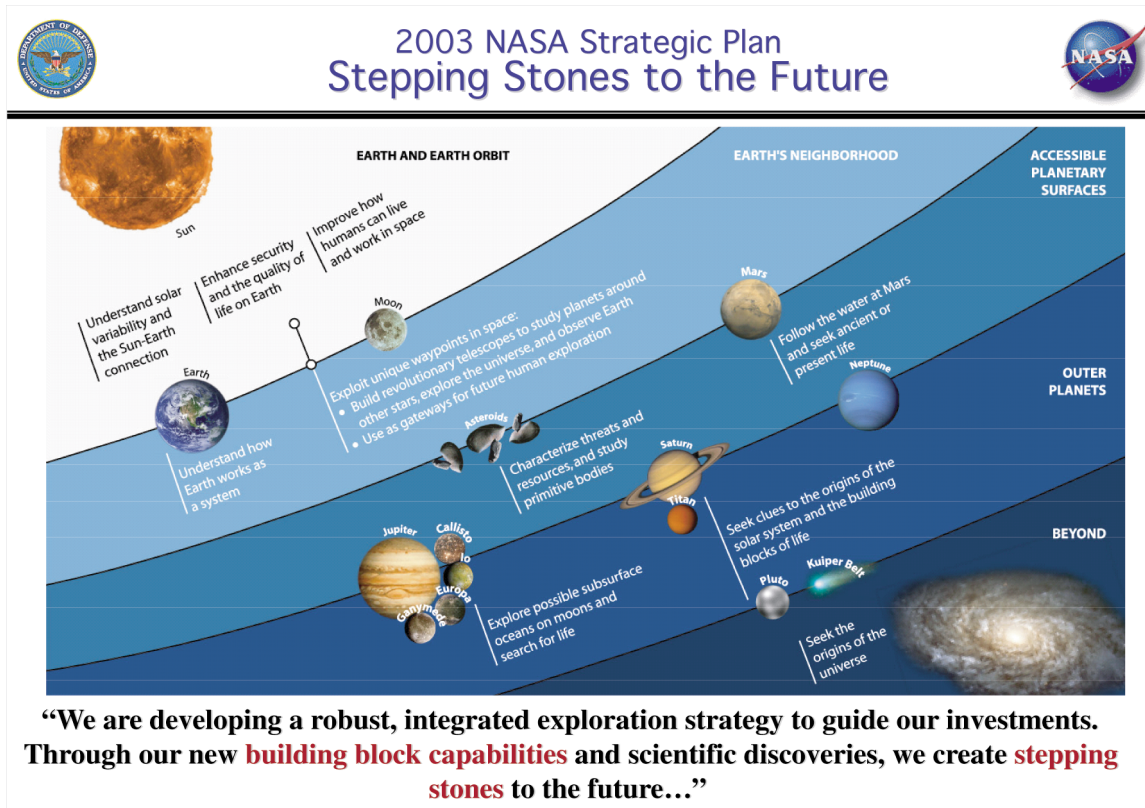 2003 NASA Strategic Plan
Stepping Stones to the Future
DEPARTMENT OF DEFENSE
UNITED STATES OF AMERICA
NASA
EARTH AND EARTH ORBIT
EARTH'S NEIGHBORHOOD
ACCESSIBLE
PLANETARY
SURFACES
OUTER
PLANETS
BEYOND
Sun
Understand solar
variability and
the Sun-Earth
connection
Enhance security
and the quality of
life on Earth
Improve how
humans can live
and work in space
Earth
Moon
Understand how
Earth works as
a system
Exploit unique waypoints in space:
• Build revolutionary telescopes to study planets around
other stars, explore the universe, and observe Earth
• Use as gateways for future human exploration
Mars
Follow the water at Mars
and seek ancient or
present life
Asteroids
Characterize threats and
resources, and study
primitive bodies
Neptune
Saturn
Titan
Seek clues to the origins of the
solar system and the building
blocks of life
Jupiter
Callisto
Io
Europa
Ganymede
Explore possible subsurface
oceans on moons and
search for life
Pluto
Kuiper Belt
Seek the
origins of the
universe
“We are developing a robust, integrated exploration strategy to guide our investments.
Through our new building block capabilities and scientific discoveries, we create stepping
stones to the future…”